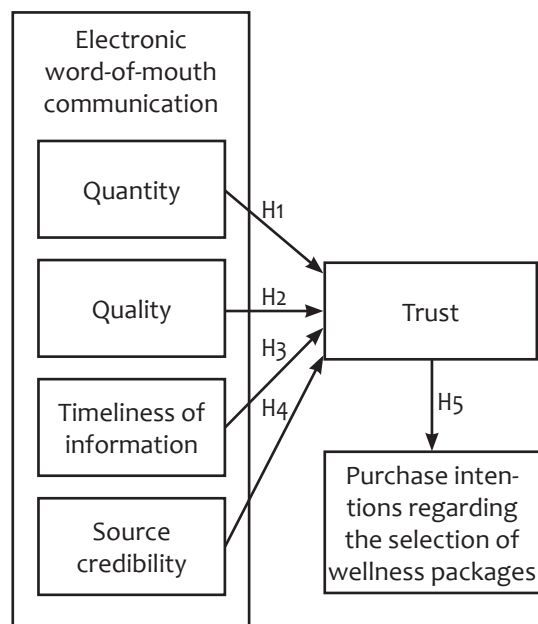 Electronic
word-of-mouth
communication
Quantity
H1
Quality
H2
Trust
H3
Timeliness of
information
H4
H5
Source
credibility
Purchase inten-
tions regarding
the selection of
wellness packages